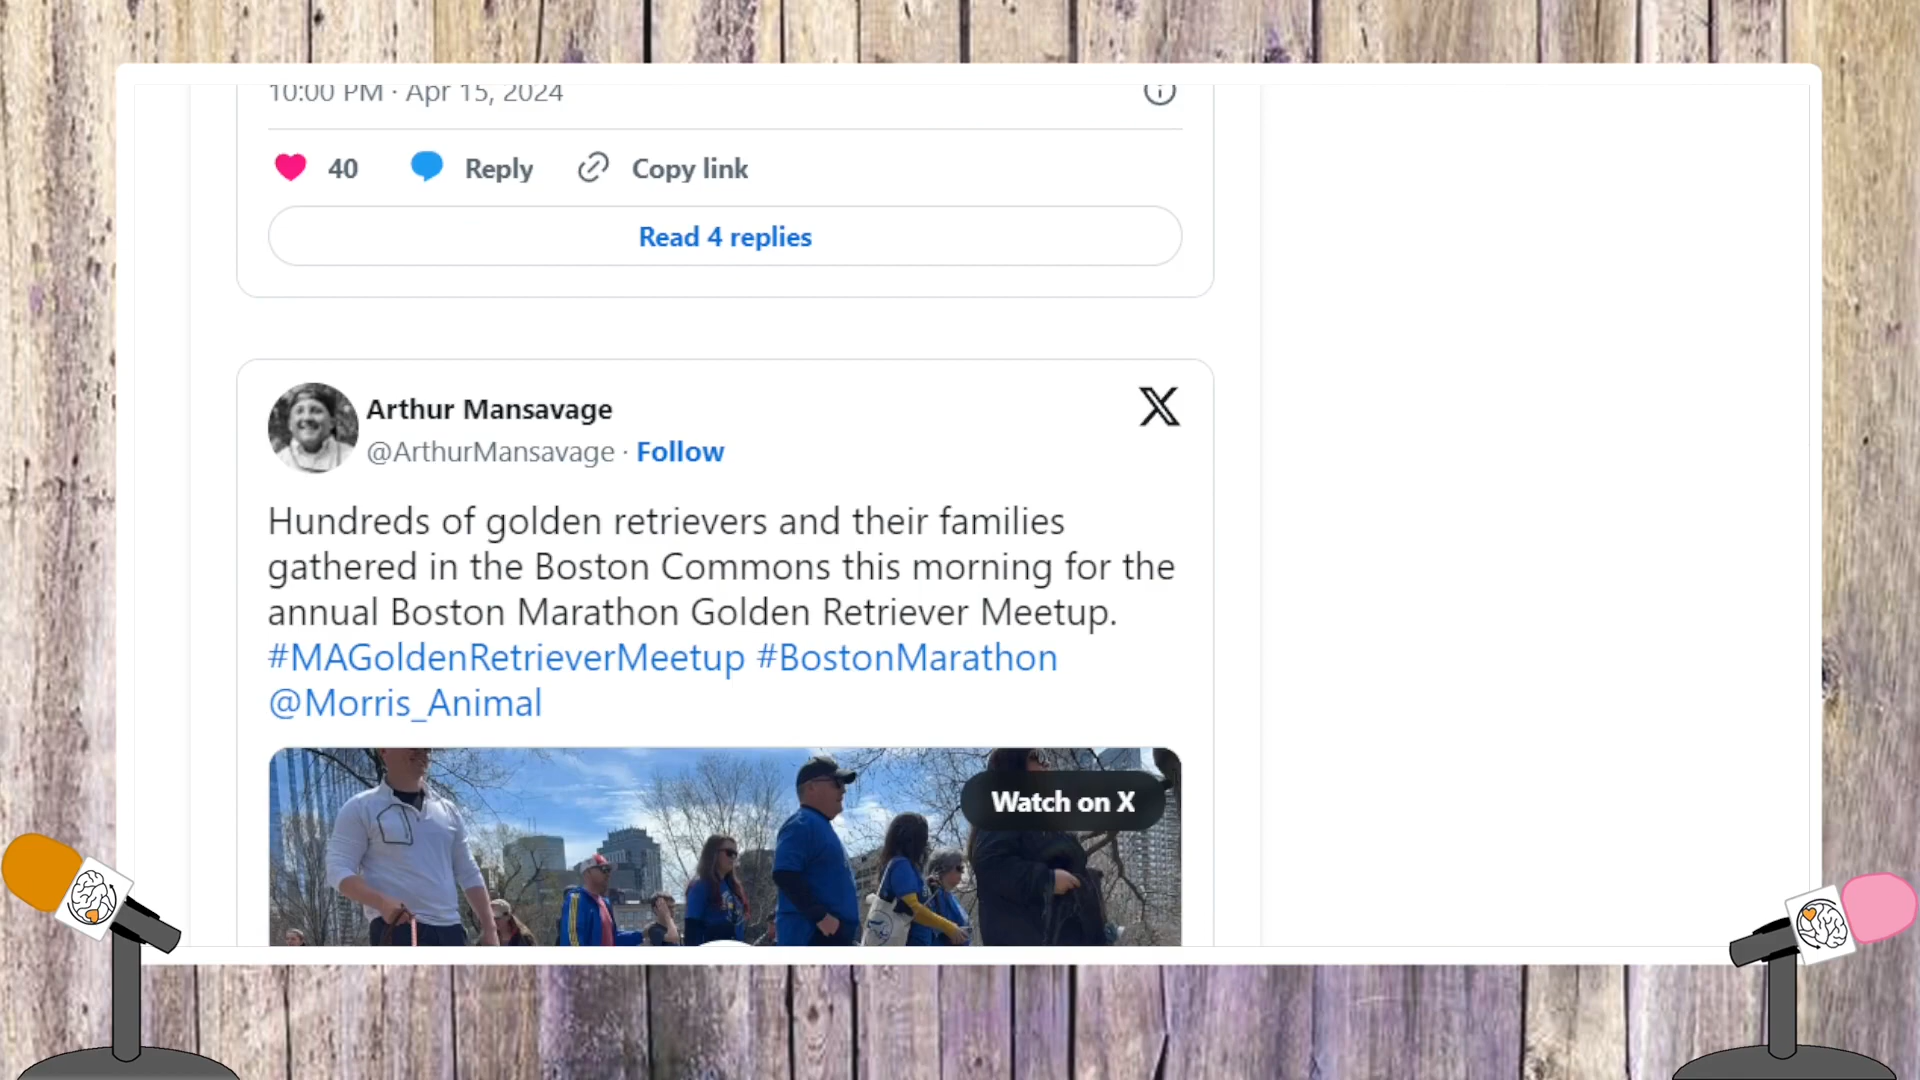 10:00 PM · Apr 15, 2024
40 Reply Copy link
Read 4 replies
Arthur Mansavage
@ArthurMansavage · Follow
Hundreds of golden retrievers and their families
gathered in the Boston Commons this morning for the
annual Boston Marathon Golden Retriever Meetup.
#MAGoldenRetrieverMeetup #BostonMarathon
@Morris_Animal
Watch on X